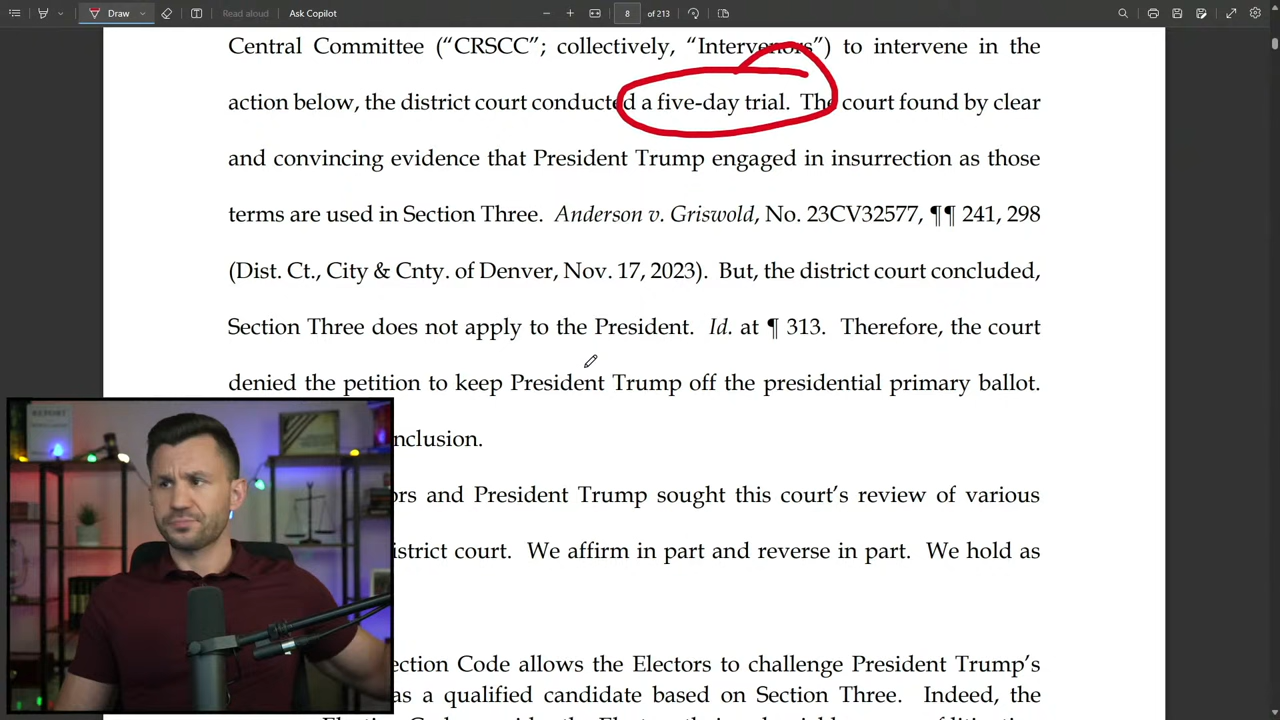 Draw
Read aloud
Ask Copilot
8 of 213
Central Committee (“CRSCC”; collectively, “Intervenors”) to intervene in the
action below, the district court conducted a five-day trial. The court found by clear
and convincing evidence that President Trump engaged in insurrection as those
terms are used in Section Three. Anderson v. Griswold, No. 23CV32577, ¶¶ 241, 298
(Dist. Ct., City & Cnty. of Denver, Nov. 17, 2023). But, the district court concluded,
Section Three does not apply to the President. Id. at ¶ 313. Therefore, the court
denied the petition to keep President Trump off the presidential primary ballot.
nclusion.
ors and President Trump sought this court’s review of various
istrict court. We affirm in part and reverse in part. We hold as
ection Code allows the Electors to challenge President Trump’s
as a qualified candidate based on Section Three. Indeed, the